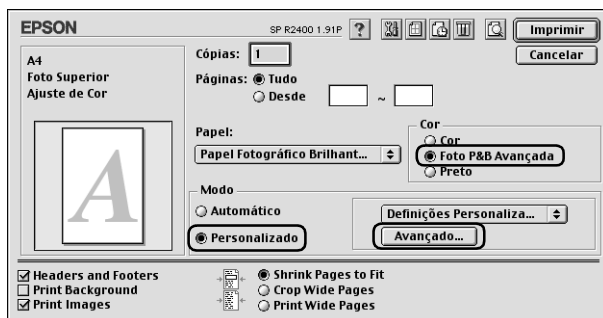 EPSON
SP R2400 1.91P
?
Imprimir
Cancelar
A4
Foto Superior
Ajuste de Cor
A
Cópias: 1
Páginas: Tudo
Desde ~
Papel:
Papel Fotográfico Brilhant...
Cor
Cor
Foto P&B Avançada
Preto
Modo
Automático
Personalizado
Definições Personaliza...
Avançado...
Headers and Footers
Print Background
Print Images
Shrink Pages to Fit
Crop Wide Pages
Print Wide Pages